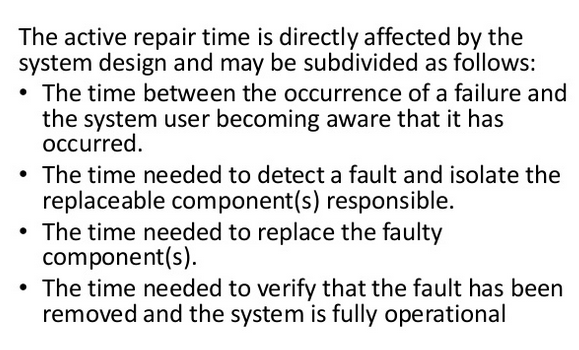 The active repair time is directly affected by the
system design and may be subdivided as follows:
• The time between the occurrence of a failure and
the system user becoming aware that it has
occurred.
• The time needed to detect a fault and isolate the
replaceable component(s) responsible.
• The time needed to replace the faulty
component(s).
• The time needed to verify that the fault has been
removed and the system is fully operational